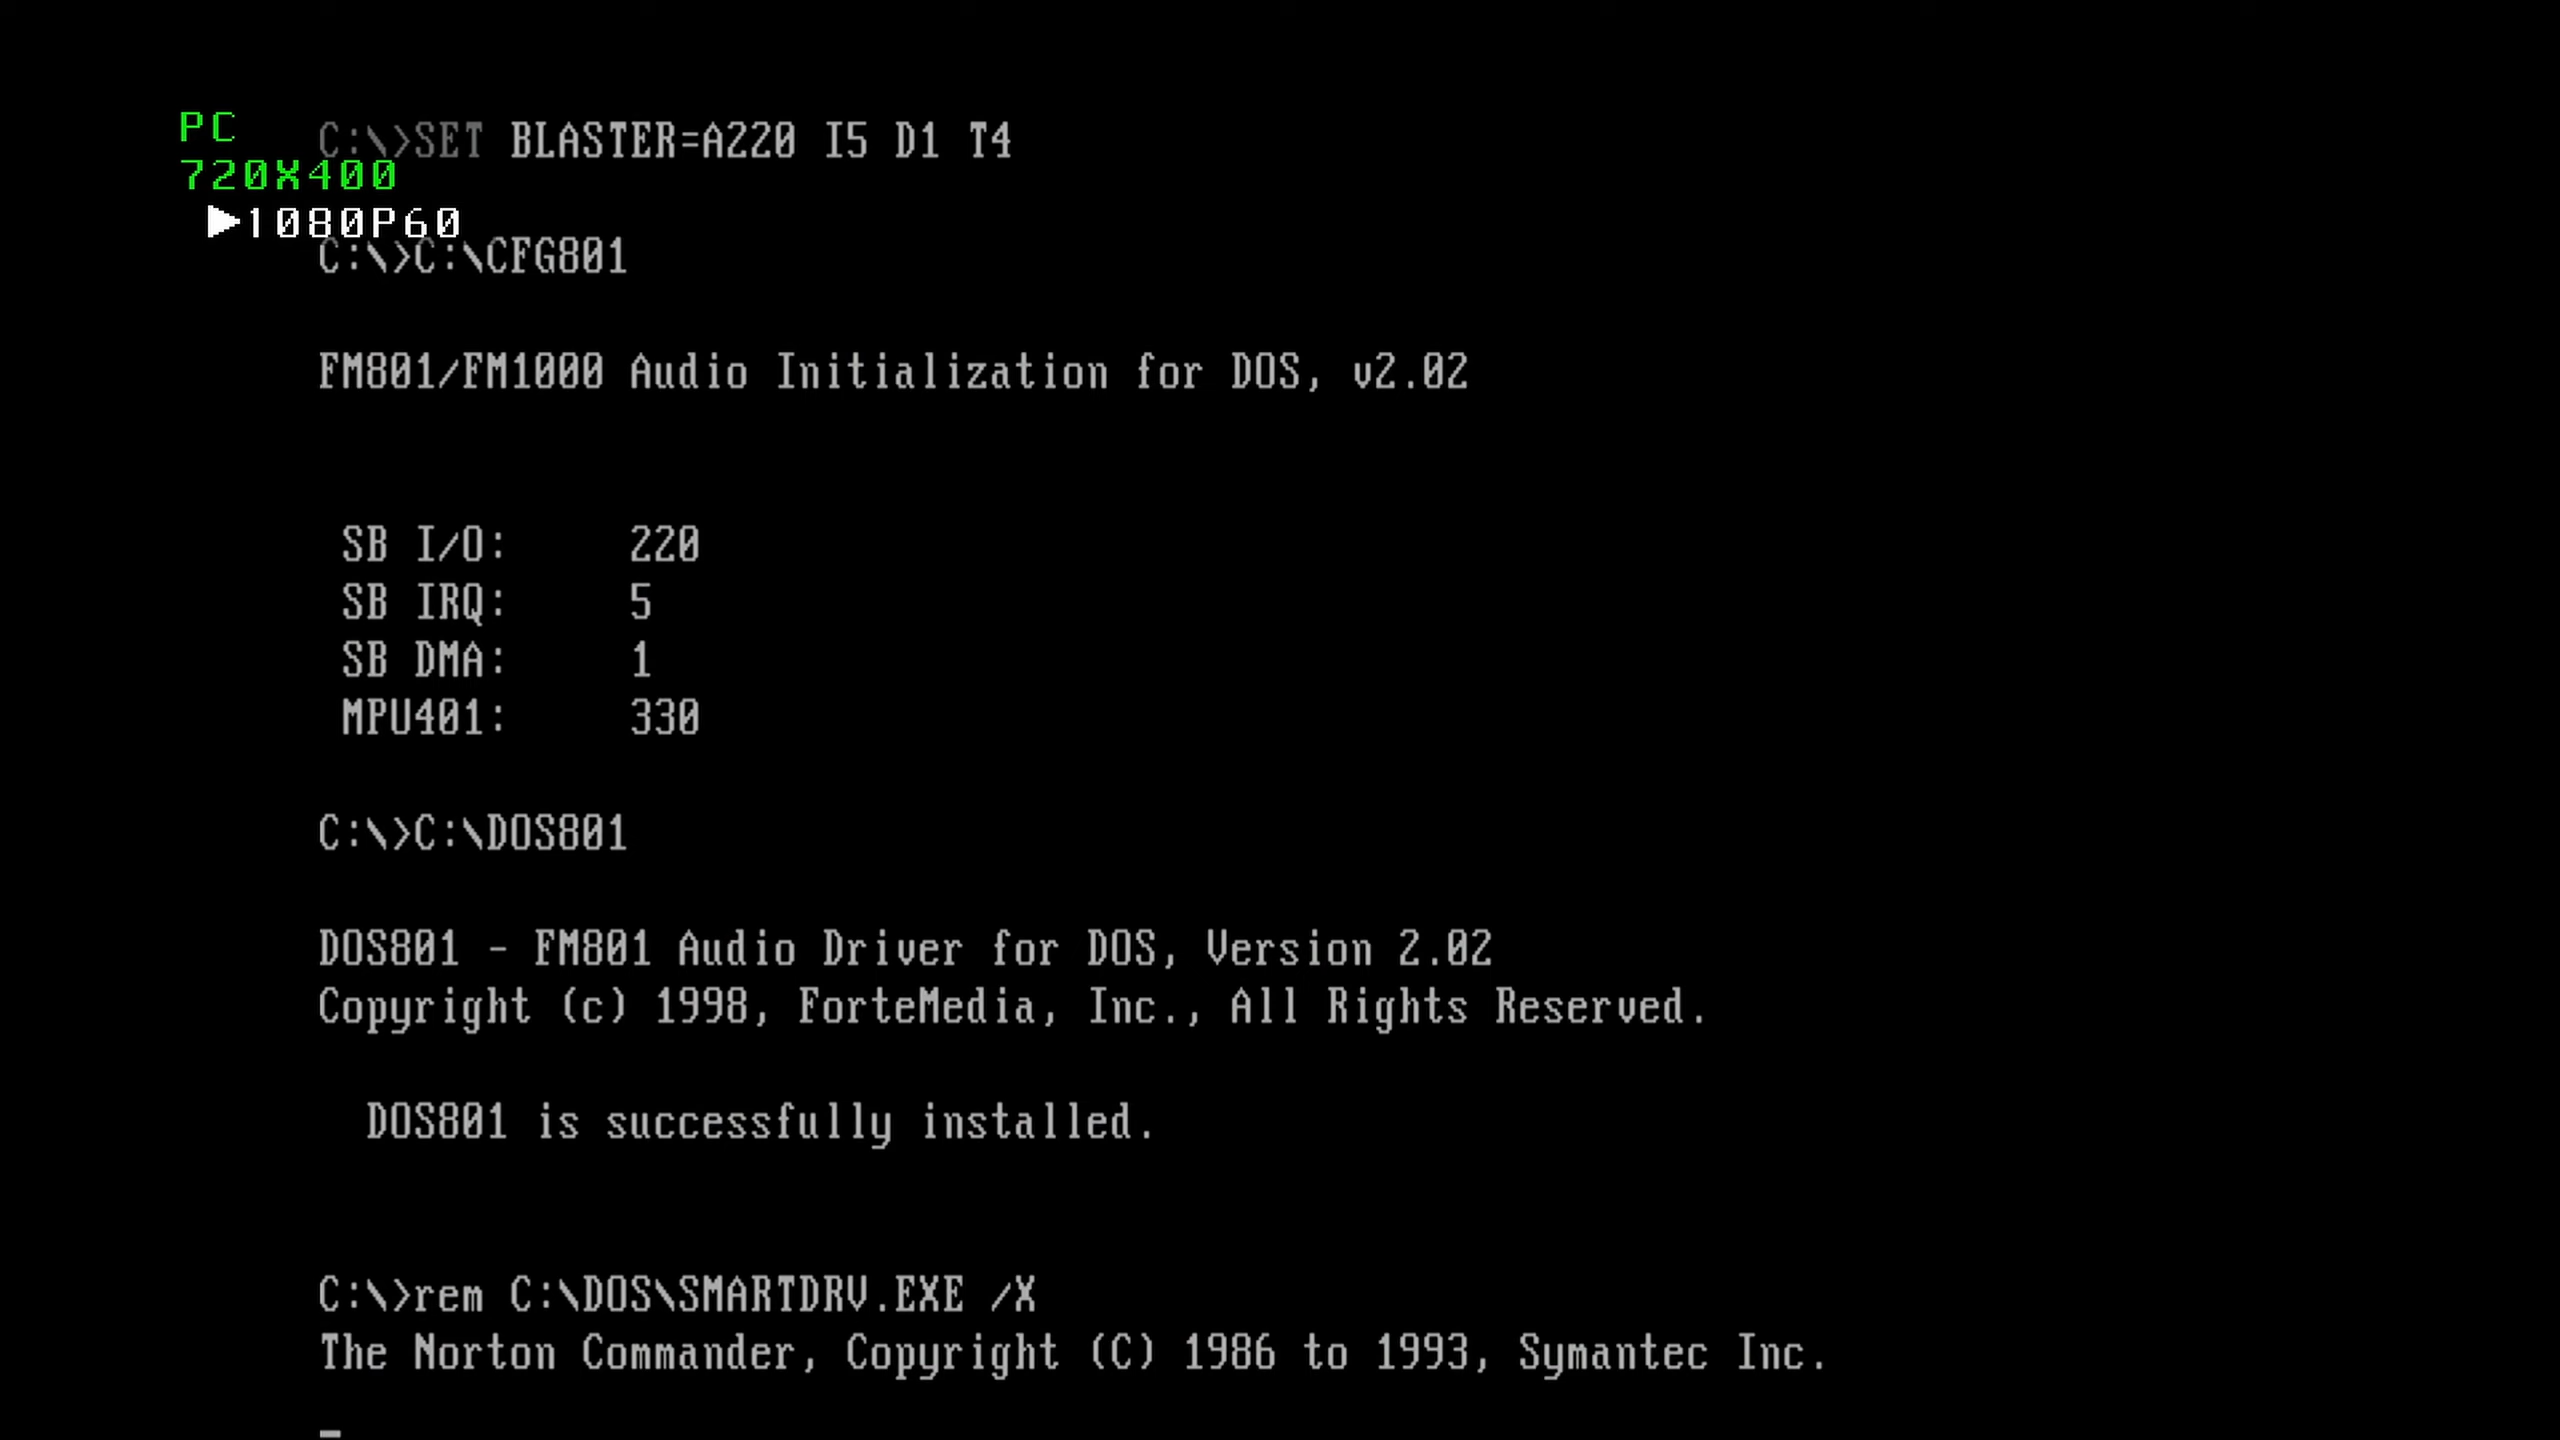 PC
C:\>SET BLASTER=A220 I5 D1 T4
720X400
▶1080P60
C:\>C:\CFG801
FM801/FM1000 Audio Initialization for DOS, v2.02
SB I/O: 220
SB IRQ: 5
SB DMA: 1
MPU401: 330
C:\>C:\DOS801
DOS801 - FM801 Audio Driver for DOS, Version 2.02
Copyright (c) 1998, ForteMedia, Inc., All Rights Reserved.
DOS801 is successfully installed.
C:\>rem C:\DOS\SMARTDRV.EXE /X
The Norton Commander, Copyright (C) 1986 to 1993, Symantec Inc.